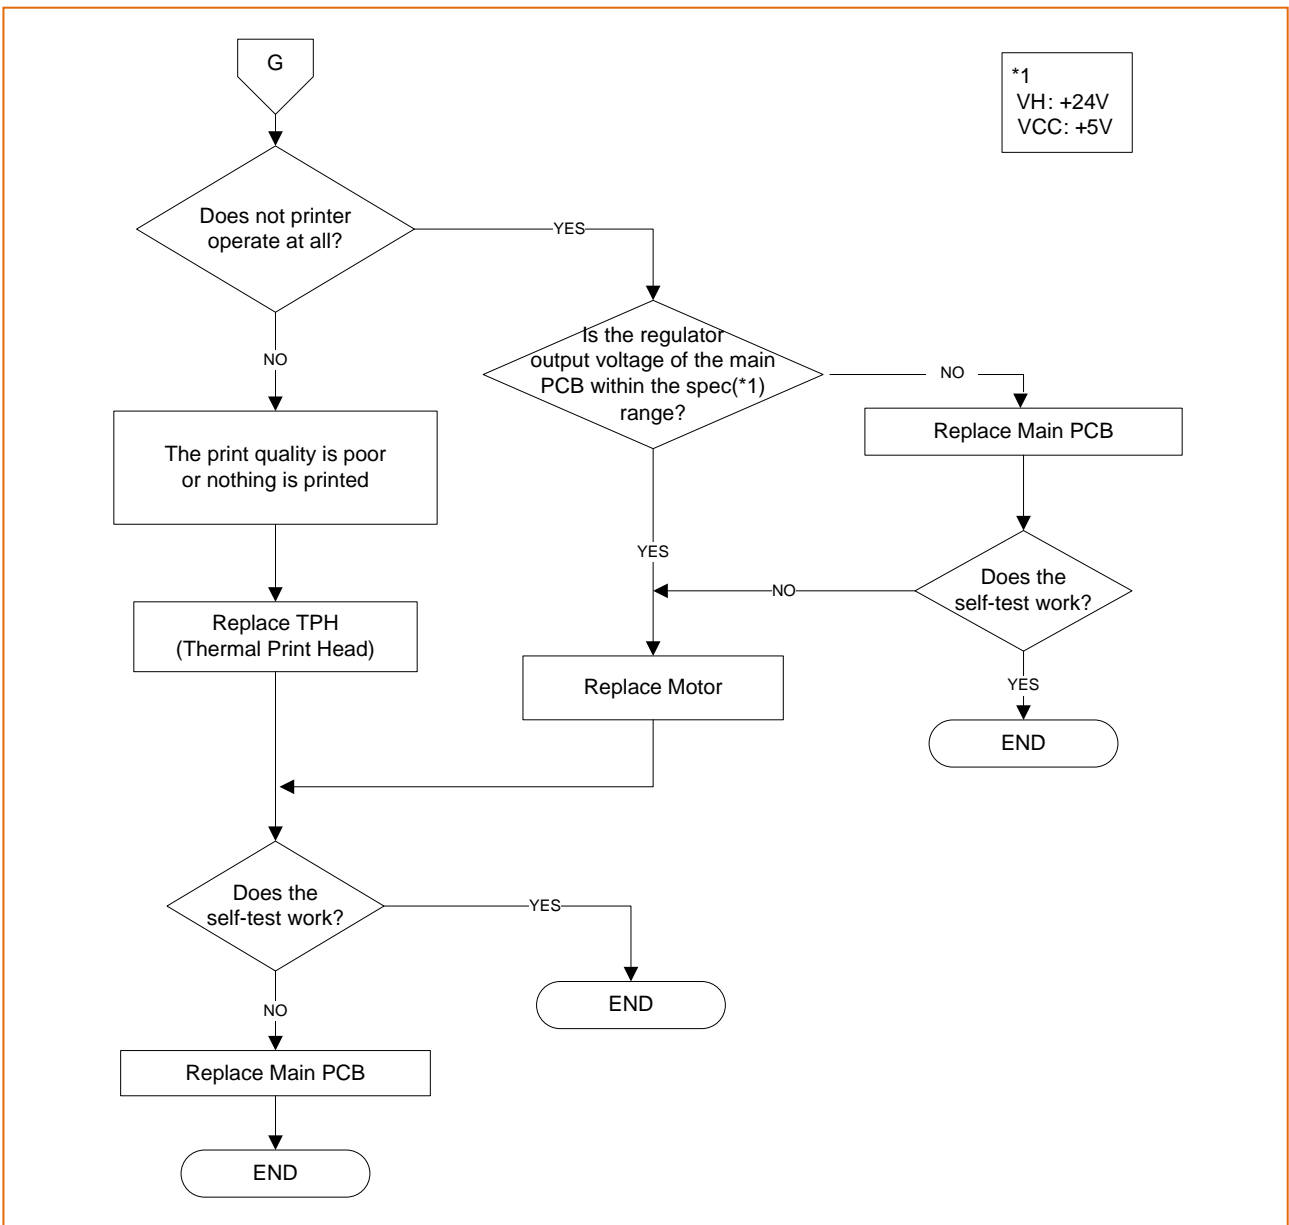 G
*1
VH: +24V
VCC: +5V
Does not printer
operate at all?
YES
NO
Is the regulator
output voltage of the main
PCB within the spec(*1)
range?
NO
Replace Main PCB
The print quality is poor
or nothing is printed
YES
Does the
self-test work?
NO
Replace TPH
(Thermal Print Head)
Replace Motor
YES
END
Does the
self-test work?
YES
END
NO
Replace Main PCB
END